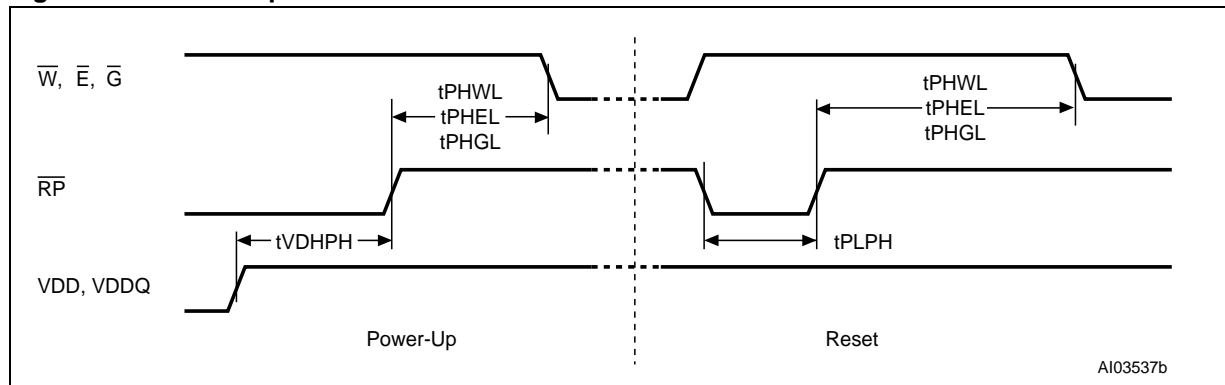 W, E, G
tPHWL
tPHEL
tPHGL
tPHWL
tPHEL
tPHGL
RP
tVDHPH
tPLPH
VDD, VDDQ
Power-Up
Reset
AI03537b